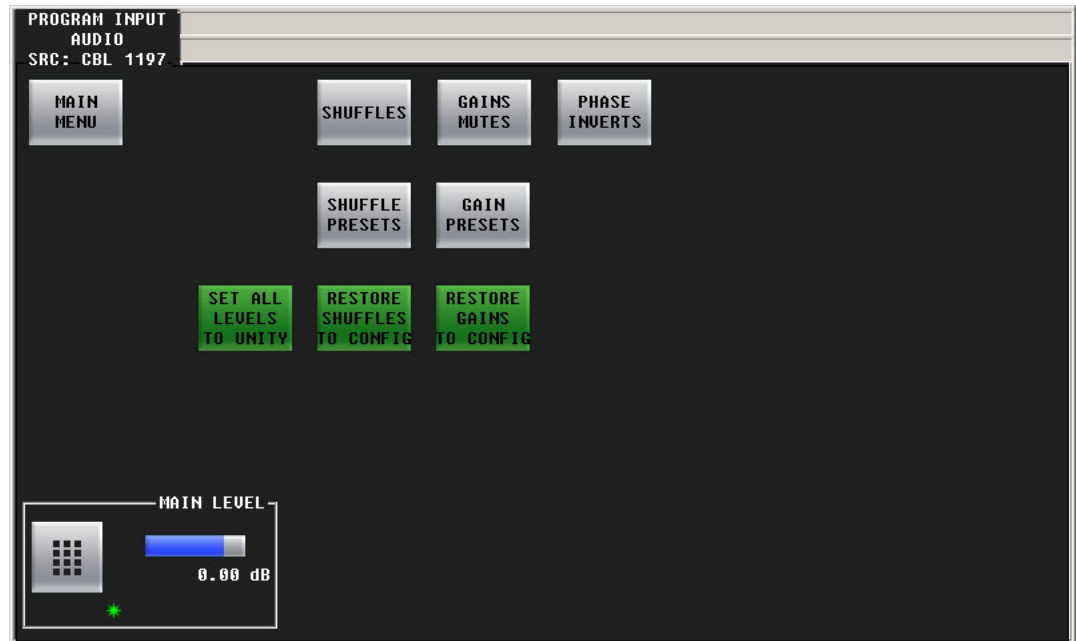 PROGRAM INPUT
AUDIO
SRC: CBL 1197
MAIN
MENU
SHUFFLES
GAINS
MUTES
PHASE
INVERTS
SHUFFLE
PRESETS
GAIN
PRESETS
SET ALL
LEVELS
TO UNITY
RESTORE
SHUFFLES
TO CONFIG
RESTORE
GAINS
TO CONFIG
MAIN LEVEL
0.00 dB